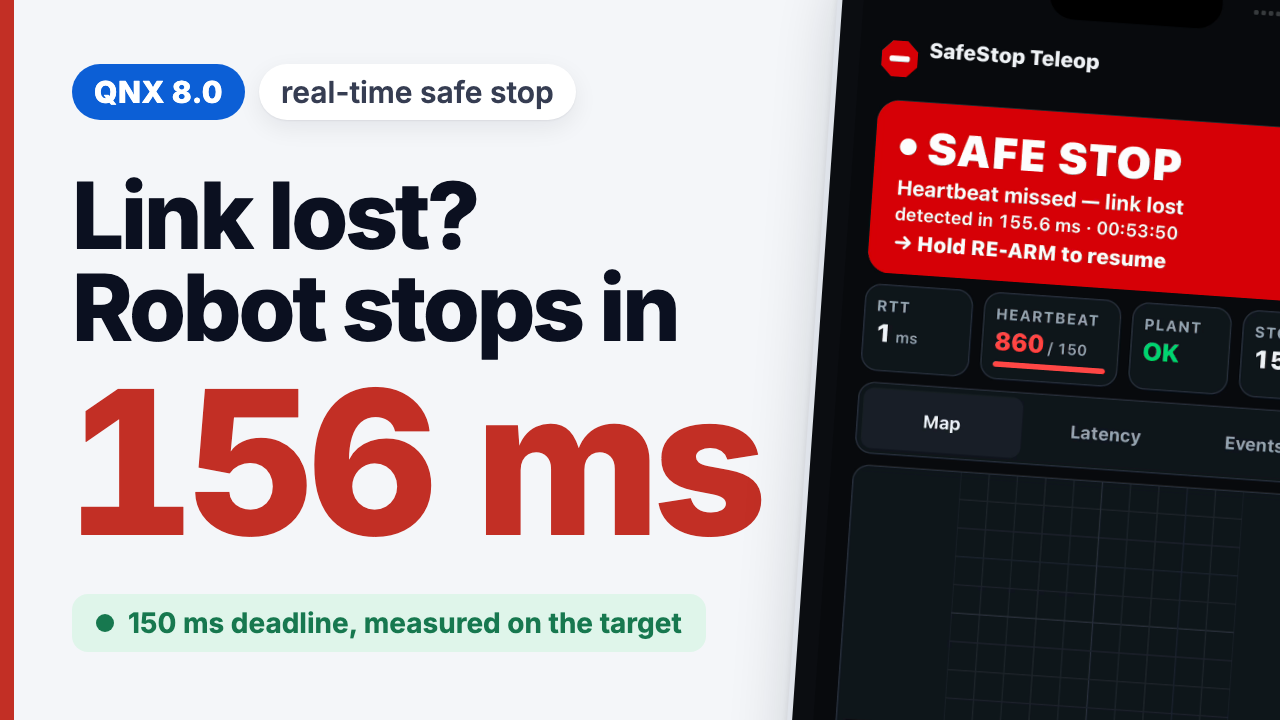 QNX 8.0
real-time safe stop
Link lost?
Robot stops in
156 ms
150 ms deadline, measured on the target
SafeStop Teleop
• SAFE STOP
Heartbeat missed — link lost
detected in 155.6 ms · 00:53:50
→ Hold RE-ARM to resume
RTT
1 ms
HEARTBEAT
860 / 150
PLANT
OK
Map
Latency
Events